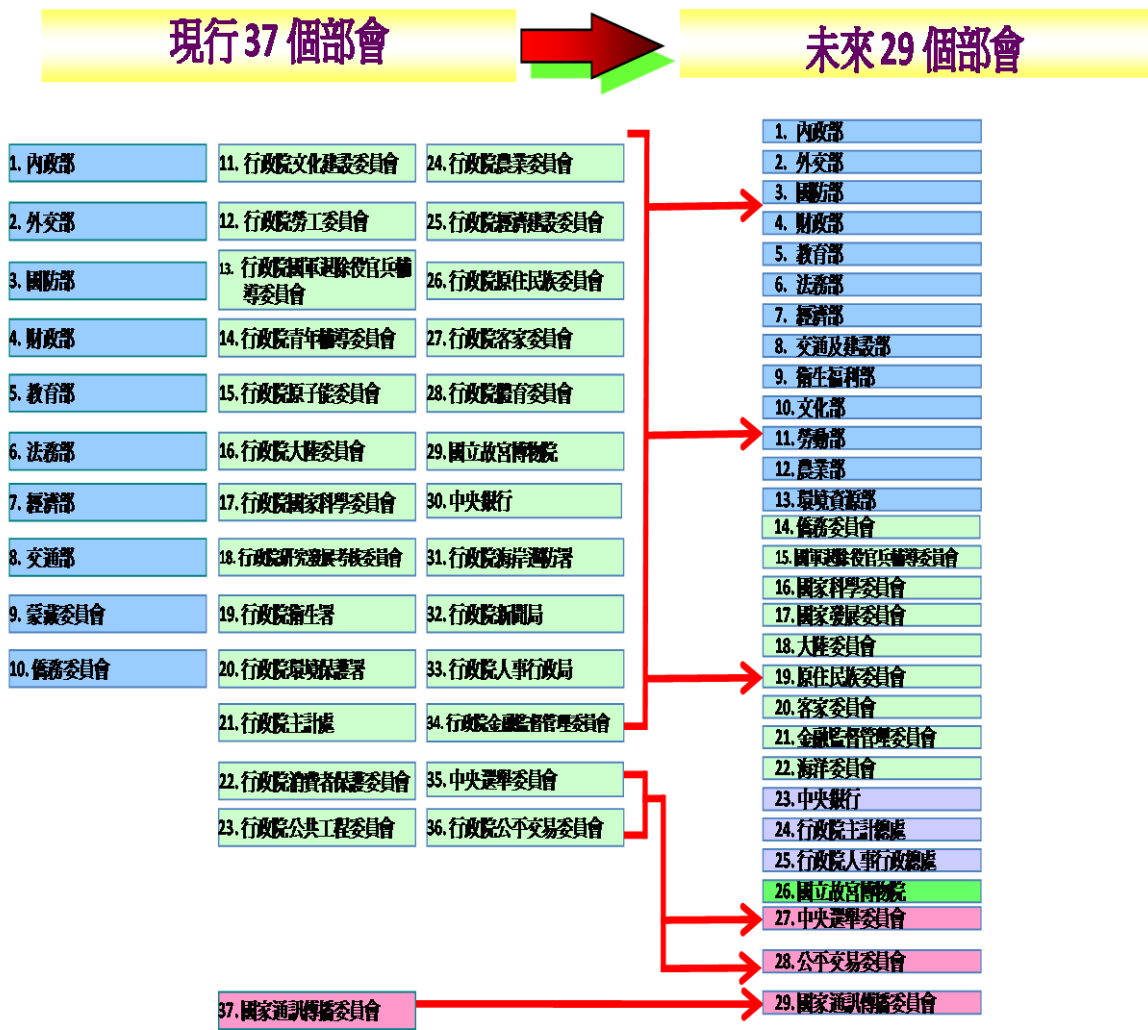 現行 37 個部會
未來 29 個部會
1. 內政部
2. 外交部
3. 國防部
4. 財政部
5. 教育部
6. 法務部
7. 經濟部
8. 交通部
9. 蒙藏委員會
10. 僑務委員會
11. 行政院文化建設委員會
12. 行政院勞工委員會
13. 行政院國軍退除役官兵輔
導委員會
14. 行政院青年輔導委員會
15. 行政院原子能委員會
16. 行政院大陸委員會
17. 行政院國家科學委員會
18. 行政院研究發展考核委員會
19. 行政院衛生署
20. 行政院環境保護署
21. 行政院主計處
22. 行政院消費者保護委員會
23. 行政院公共工程委員會
24. 行政院農業委員會
25. 行政院經濟建設委員會
26. 行政院原住民族委員會
27. 行政院客家委員會
28. 行政院體育委員會
29. 國立故宮博物院
30. 中央銀行
31. 行政院海岸巡防署
32. 行政院新聞局
33. 行政院人事行政局
34. 行政院金融監督管理委員會
35. 中央選舉委員會
36. 行政院公平交易委員會
37. 國家通訊傳播委員會
1. 內政部
2. 外交部
3. 國防部
4. 財政部
5. 教育部
6. 法務部
7. 經濟部
8. 交通及建設部
9. 衛生福利部
10. 文化部
11. 勞動部
12. 農業部
13. 環境資源部
14. 僑務委員會
15. 國軍退除役官兵輔導委員會
16. 國家科學委員會
17. 國家發展委員會
18. 大陸委員會
19. 原住民族委員會
20. 客家委員會
21. 金融監督管理委員會
22. 海洋委員會
23. 中央銀行
24. 行政院主計總處
25. 行政院人事行政總處
26. 國立故宮博物院
27. 中央選舉委員會
28. 公平交易委員會
29. 國家通訊傳播委員會